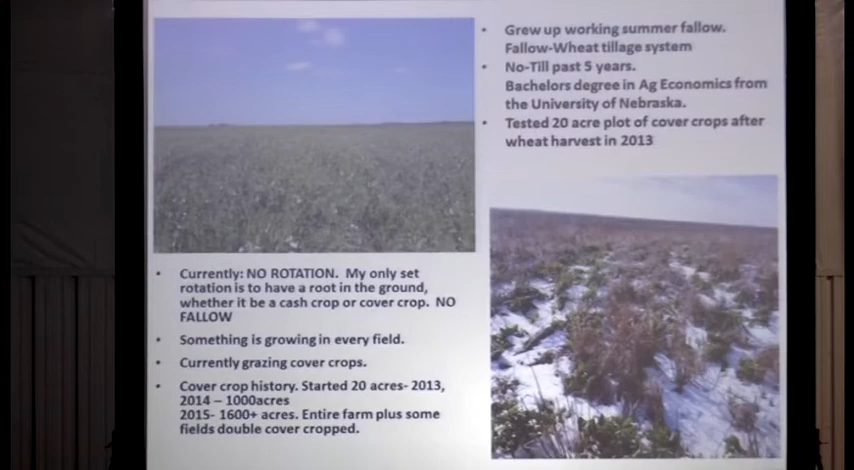 • Grew up working summer fallow.
Fallow-Wheat tillage system
• No-Till past 5 years.
Bachelors degree in Ag Economics from
the University of Nebraska.
• Tested 20 acre plot of cover crops after
wheat harvest in 2013
• Currently: NO ROTATION. My only set
rotation is to have a root in the ground,
whether it be a cash crop or cover crop. NO
FALLOW
• Something is growing in every field.
• Currently grazing cover crops.
• Cover crop history. Started 20 acres- 2013,
2014 – 1000acres
2015- 1600+ acres. Entire farm plus some
fields double cover cropped.